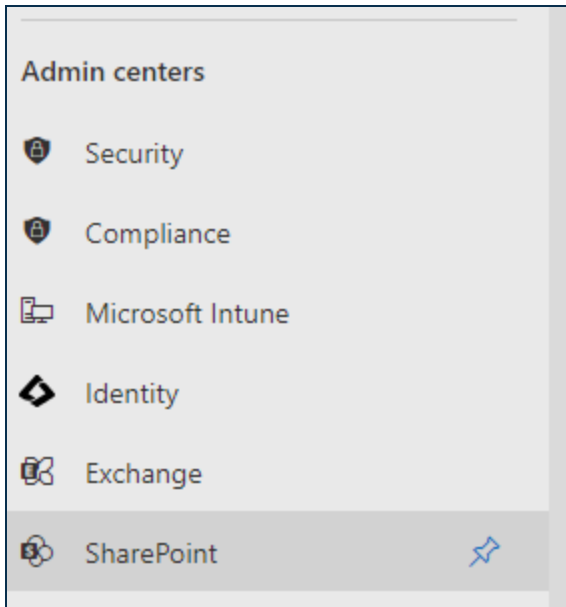 Admin centers
Security
Compliance
Microsoft Intune
Identity
Exchange
SharePoint